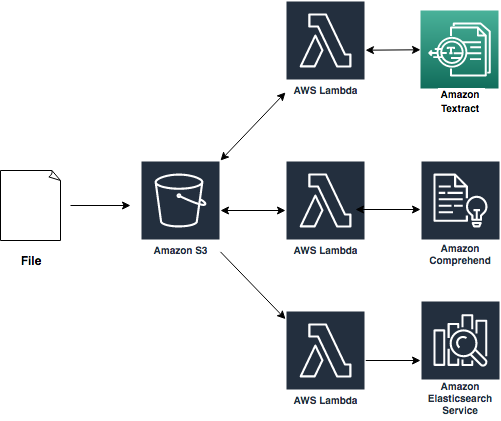 AWS Lambda
Amazon
Textract
File
Amazon S3
AWS Lambda
Amazon
Comprehend
AWS Lambda
Amazon
Elasticsearch
Service